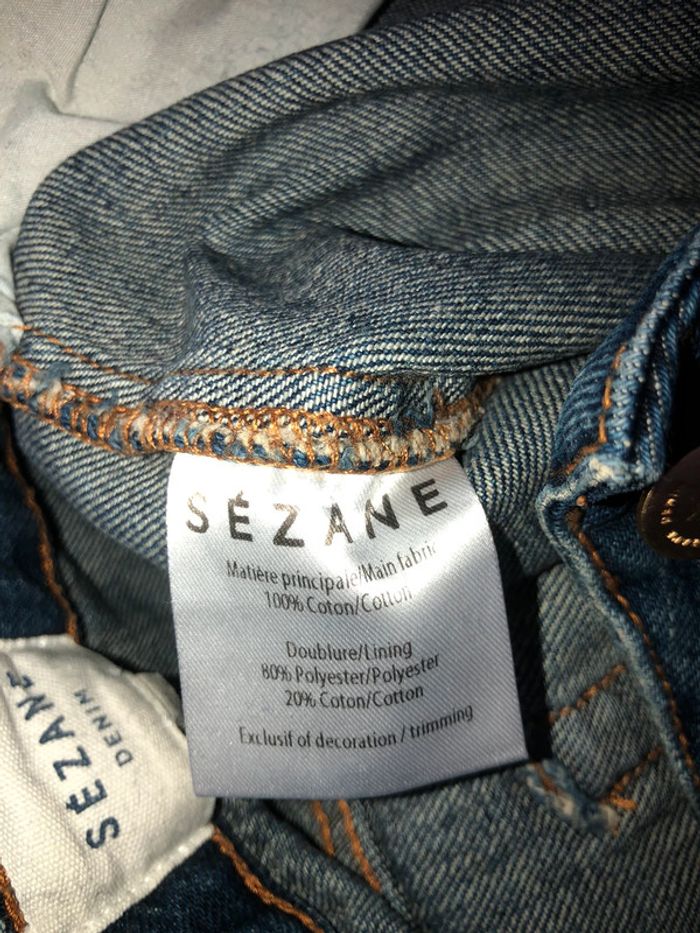 SÉZANE
Matière principale/Main fabric
100% Coton/Cotton
Doublure/Lining
80% Polyester/Polyester
20% Coton/Cotton
Exclusif of decoration / trimming
SÉZANE
DENIM